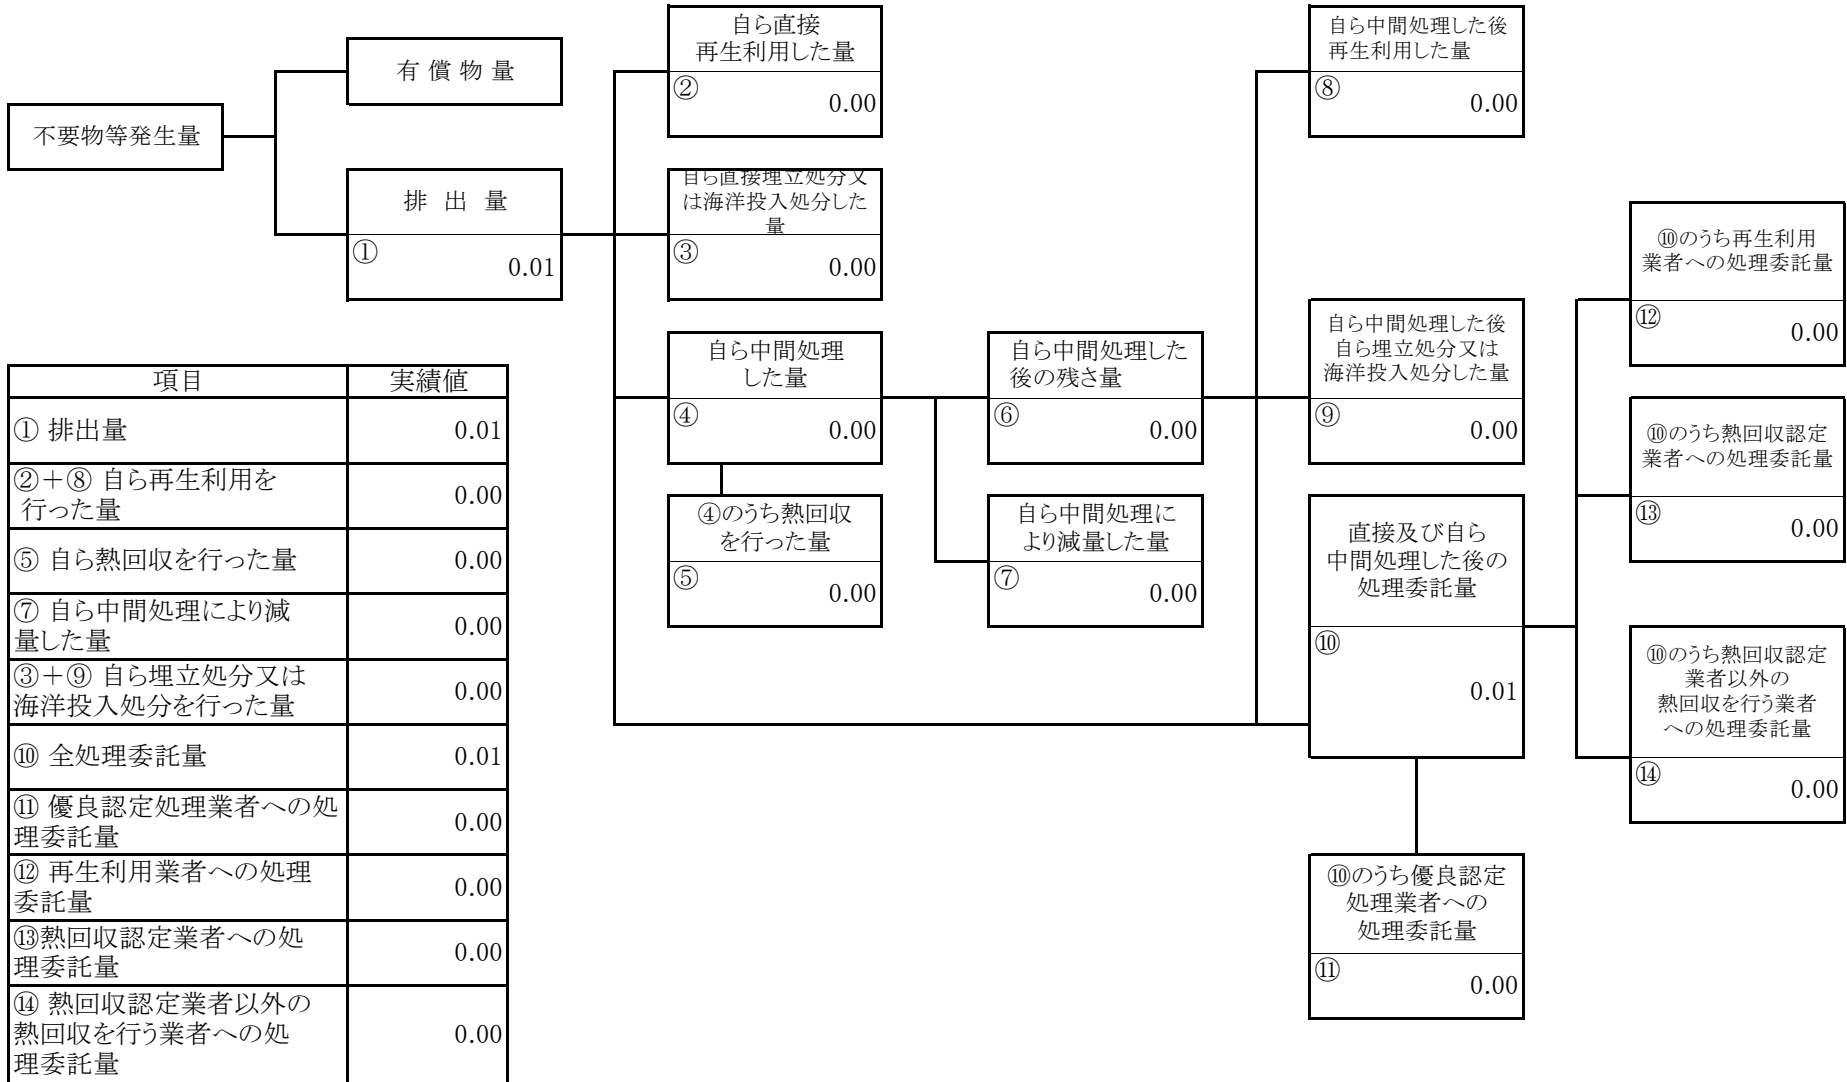 不要物等発生量
有 償 物 量
排 出 量
①
0.01
自ら直接
再生利用した量
②
0.00
自ら直接埋立処分又
は海洋投入処分した
量
③
0.00
自ら中間処理
した量
④
0.00
④のうち熱回収
を行った量
⑤
0.00
自ら中間処理した
後の残さ量
⑥
0.00
自ら中間処理に
より減量した量
⑦
0.00
自ら中間処理した後
再生利用した量
⑧
0.00
自ら中間処理した後
自ら埋立処分又は
海洋投入処分した量
⑨
0.00
直接及び自ら
中間処理した後の
処理委託量
⑩
0.01
⑩のうち優良認定
処理業者への
処理委託量
⑪
0.00
⑩のうち再生利用
業者への処理委託量
⑫
0.00
⑩のうち熱回収認定
業者への処理委託量
⑬
0.00
⑩のうち熱回収認定
業者以外の
熱回収を行う業者
への処理委託量
⑭
0.00
項目 実績値
① 排出量 0.01
②＋⑧ 自ら再生利用を
行った量 0.00
⑤ 自ら熱回収を行った量 0.00
⑦ 自ら中間処理により減
量した量 0.00
③＋⑨ 自ら埋立処分又は
海洋投入処分を行った量 0.00
⑩ 全処理委託量 0.01
⑪ 優良認定処理業者への処
理委託量 0.00
⑫ 再生利用業者への処理
委託量 0.00
⑬熱回収認定業者への処
理委託量 0.00
⑭ 熱回収認定業者以外の
熱回収を行う業者への処
理委託量 0.00